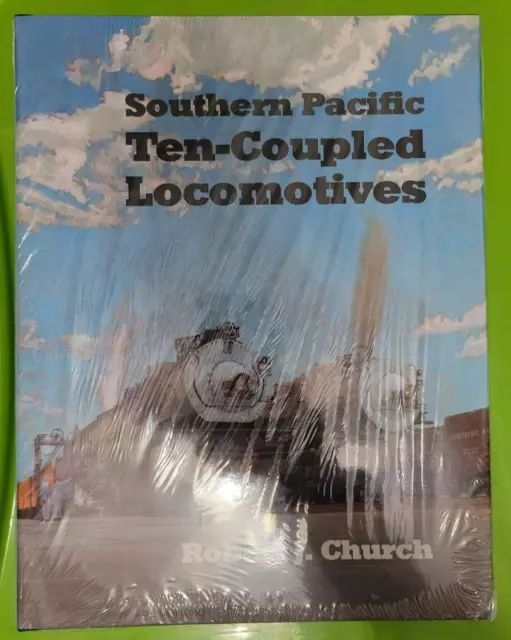 Southern Pacific
Ten-Coupled
Locomotives
Church